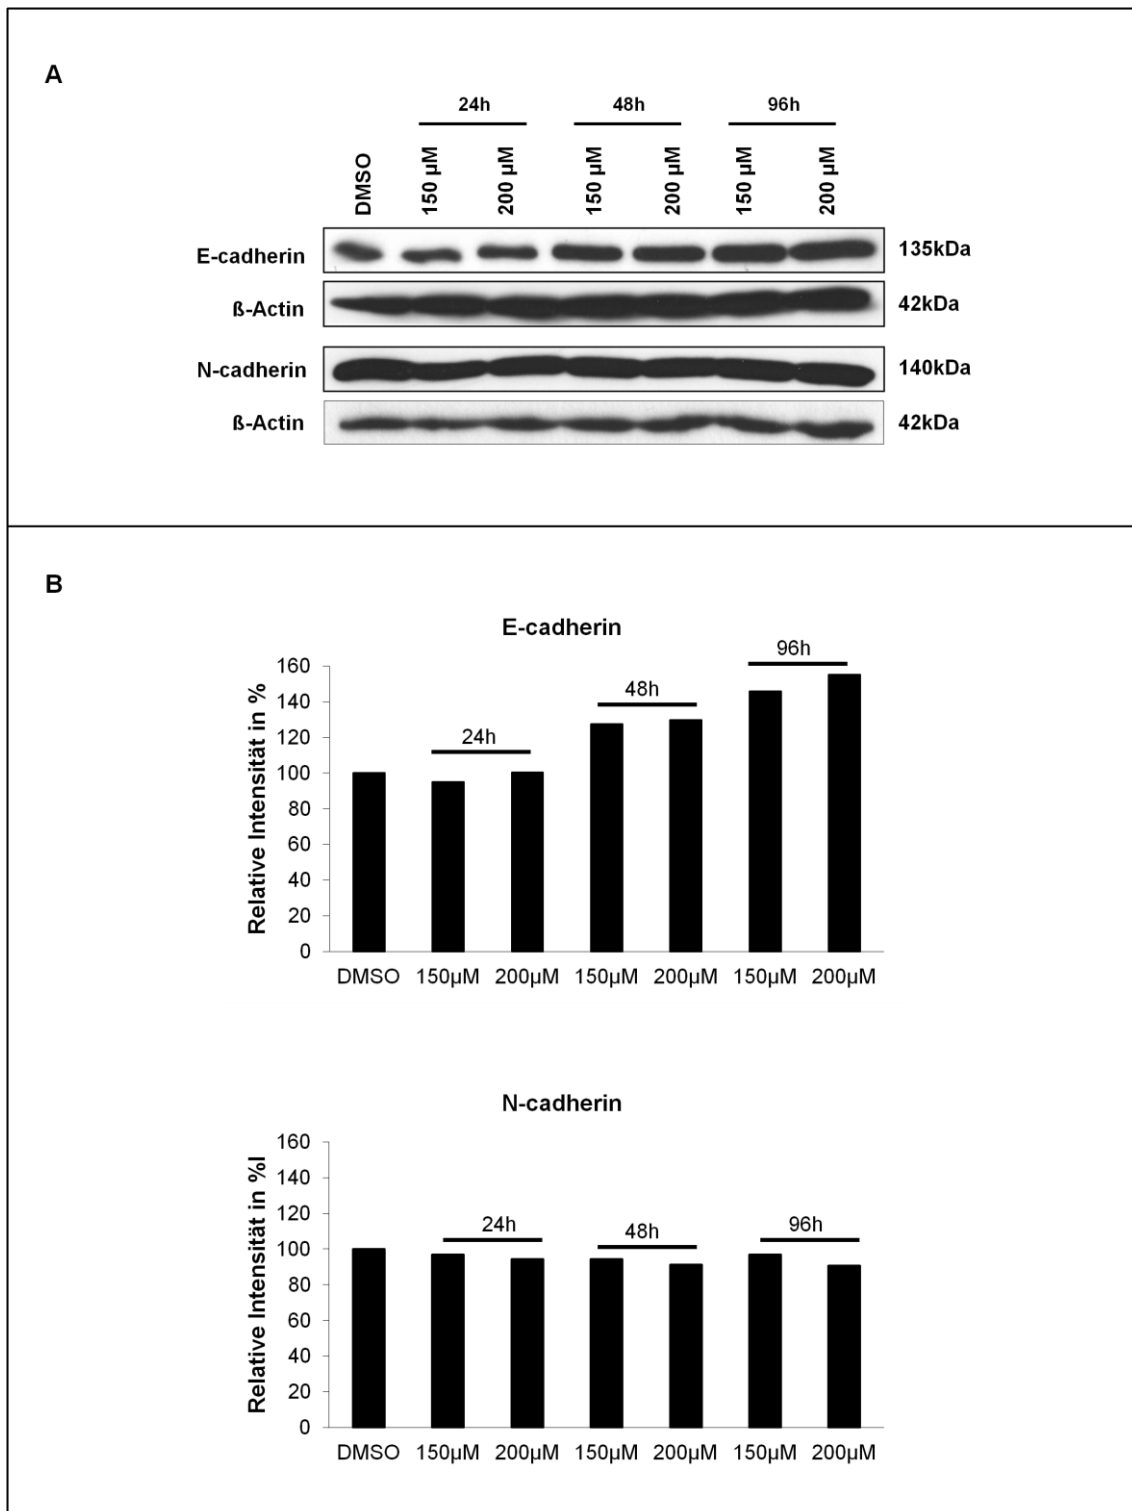 A
24h 48h 96h
DMSO 150 µM 200 µM 150 µM 200 µM 150 µM 200 µM
E-cadherin 135kDa
ß-Actin 42kDa
N-cadherin 140kDa
ß-Actin 42kDa
B
E-cadherin
Relative Intensität in %
160
140
120
100
80
60
40
20
0
24h
48h
96h
DMSO 150µM 200µM 150µM 200µM 150µM 200µM
N-cadherin
Relative Intensität in %I
160
140
120
100
80
60
40
20
0
24h
48h
96h
DMSO 150µM 200µM 150µM 200µM 150µM 200µM